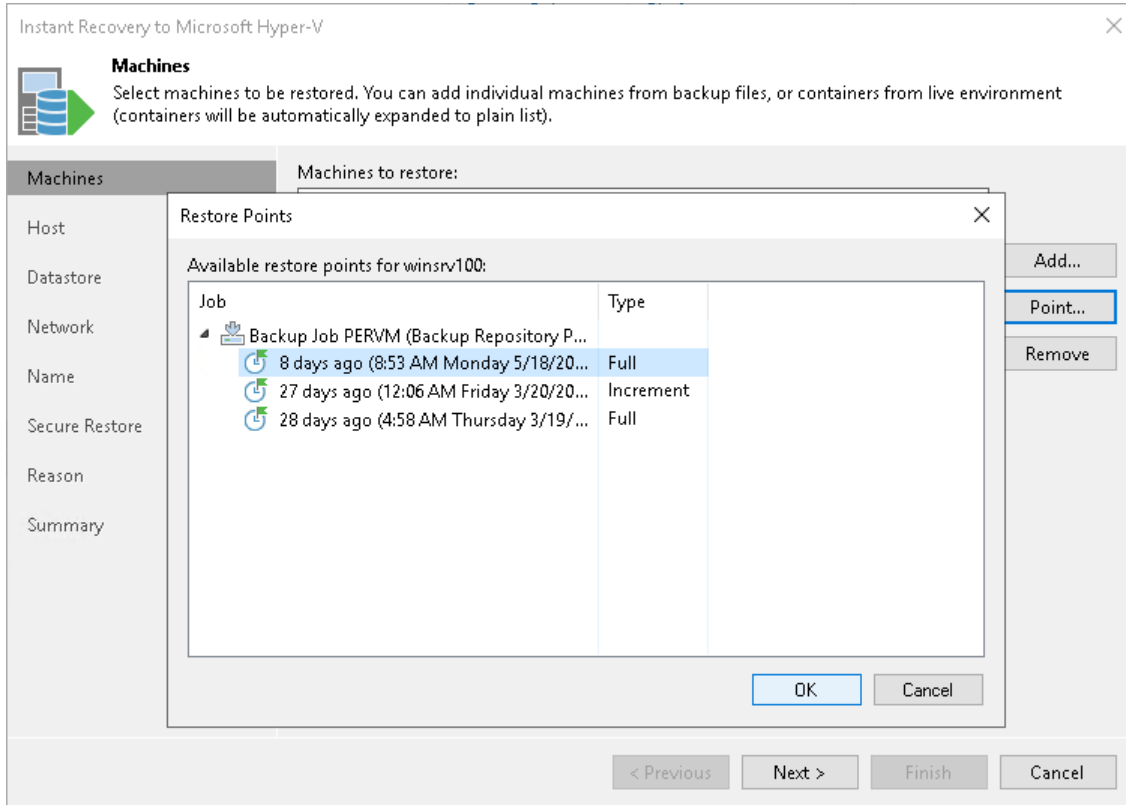 Instant Recovery to Microsoft Hyper-V
Machines
Select machines to be restored. You can add individual machines from backup files, or containers from live environment
(containers will be automatically expanded to plain list).
Machines
Host
Datastore
Network
Name
Secure Restore
Reason
Summary
Machines to restore:
Add...
Point...
Remove
Restore Points
Available restore points for winsrv100:
Job Type
Backup Job PERVM (Backup Repository P...
8 days ago (8:53 AM Monday 5/18/20... Full
27 days ago (12:06 AM Friday 3/20/20... Increment
28 days ago (4:58 AM Thursday 3/19/... Full
OK Cancel
< Previous Next > Finish Cancel